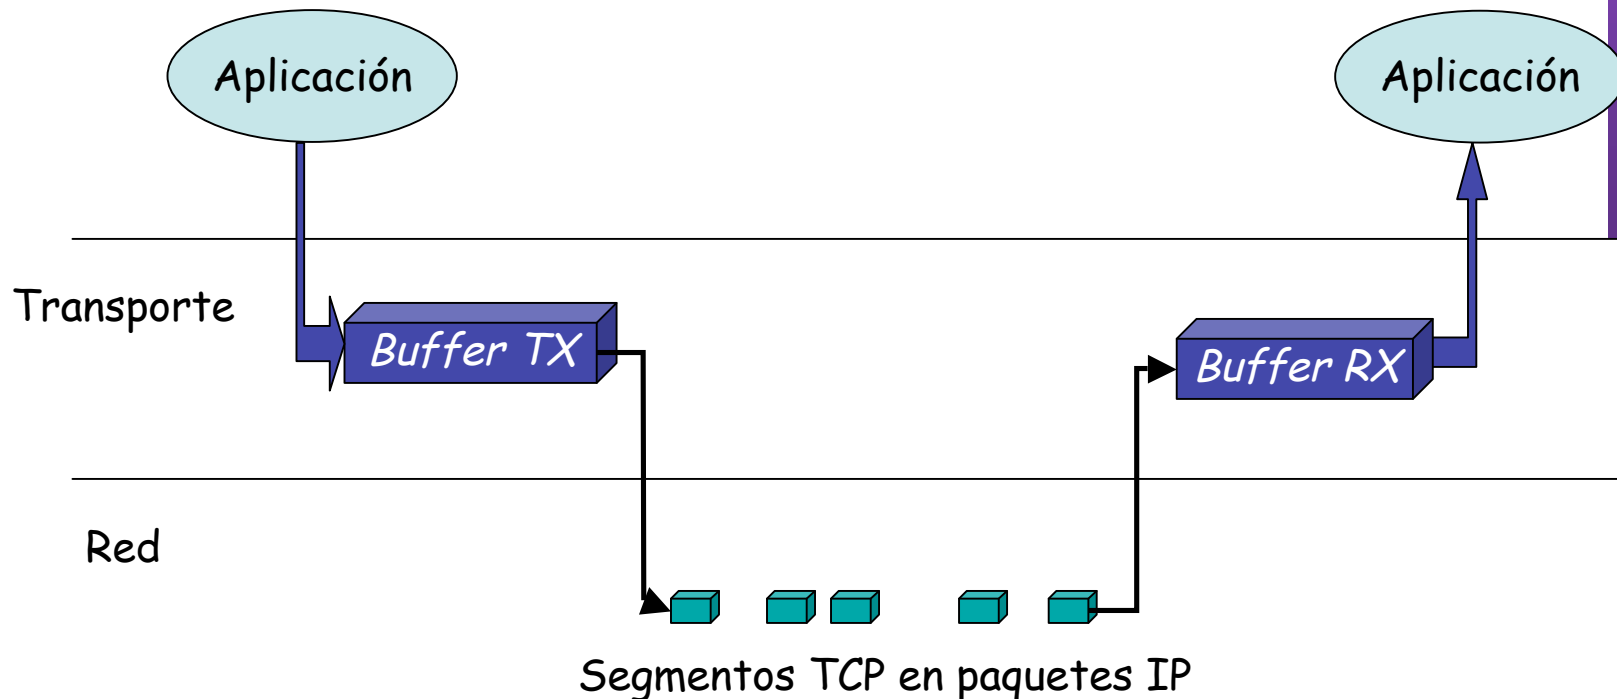 Aplicación
Aplicación
Transporte
Buffer TX
Buffer RX
Red
Segmentos TCP en paquetes IP